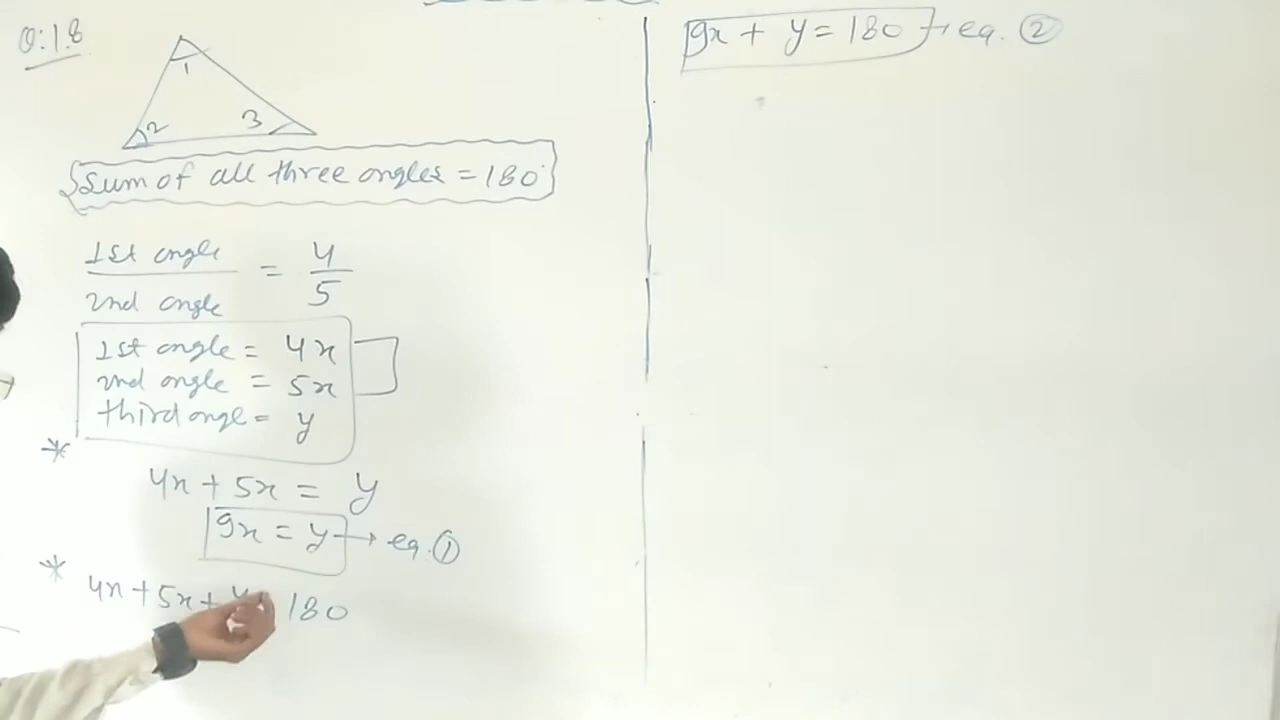 Q:18
1
2
3
Sum of all three angles = 180°
1st angle / 2nd angle = 4/5
1st angle = 4x
2nd angle = 5x
third angle = y
* 4x + 5x = y
9x = y → eq. ①
* 4x + 5x + y = 180
9x + y = 180 → eq. ②